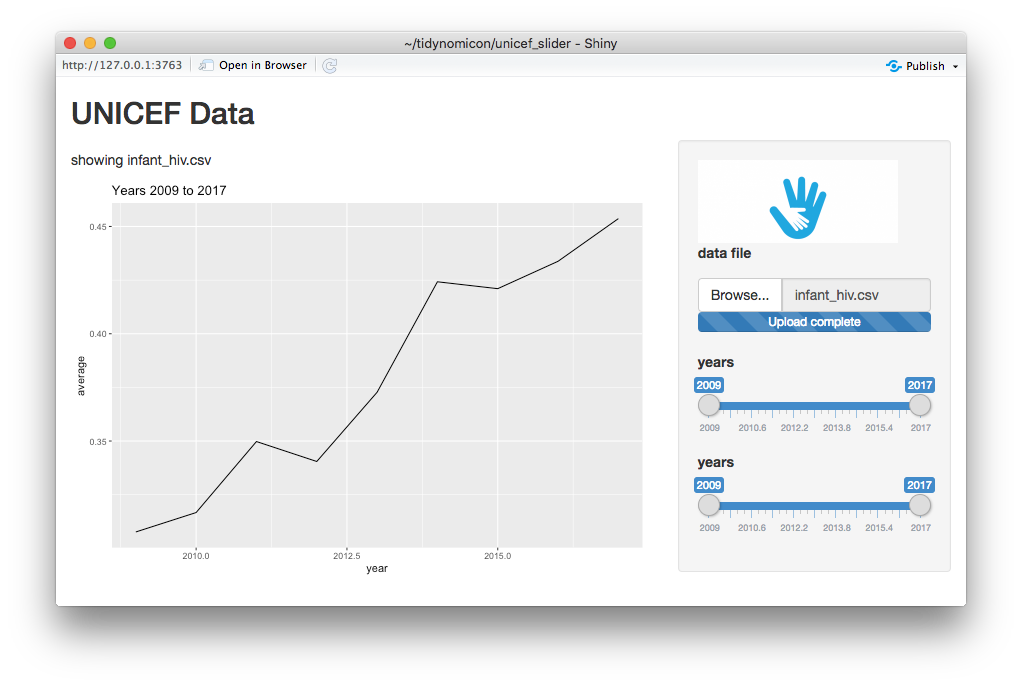 ~/tidynomicon/unicef_slider - Shiny
http://127.0.0.1:3763 Open in Browser Publish
UNICEF Data
showing infant_hiv.csv
Years 2009 to 2017
0.45
0.40
0.35
average
2010.0 2012.5 2015.0
year
data file
Browse... infant_hiv.csv
Upload complete
years
2009 2017
2009 2010.6 2012.2 2013.8 2015.4 2017
years
2009 2017
2009 2010.6 2012.2 2013.8 2015.4 2017